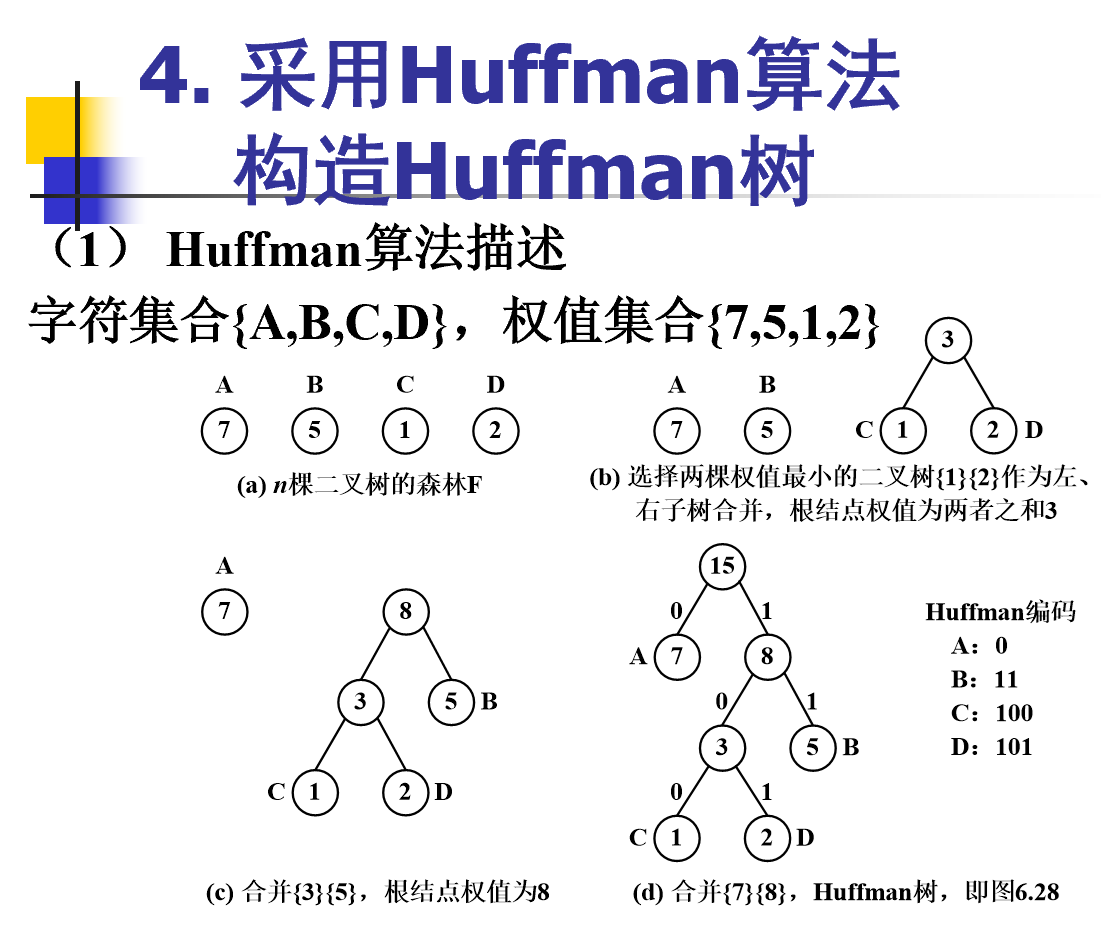 4. 采用Huffman算法
构造Huffman树
（1） Huffman算法描述
字符集合{A,B,C,D}，权值集合{7,5,1,2}
A B C D
7 5 1 2
(a) n棵二叉树的森林F
3
A B
7 5 C 1 2 D
(b) 选择两棵权值最小的二叉树{1}{2}作为左、
右子树合并，根结点权值为两者之和3
A
7 8
3 5 B
C 1 2 D
(c) 合并{3}{5}，根结点权值为8
15
0 1
A 7 8
0 1
3 5 B
0 1
C 1 2 D
(d) 合并{7}{8}，Huffman树，即图6.28
Huffman编码
A：0
B：11
C：100
D：101